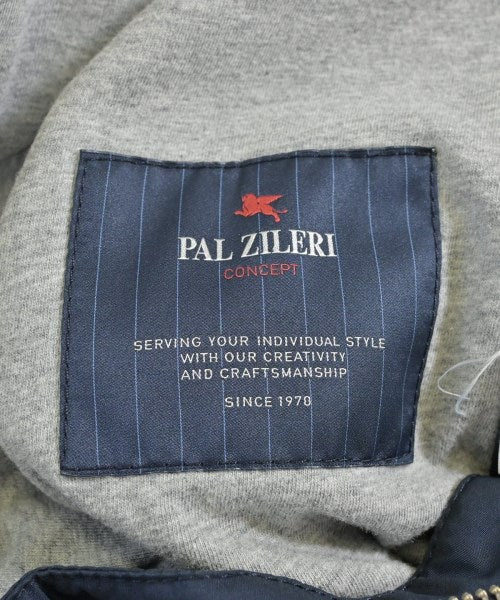 PAL ZILERI
CONCEPT
SERVING YOUR INDIVIDUAL STYLE
WITH OUR CREATIVITY
AND CRAFTSMANSHIP
SINCE 1970